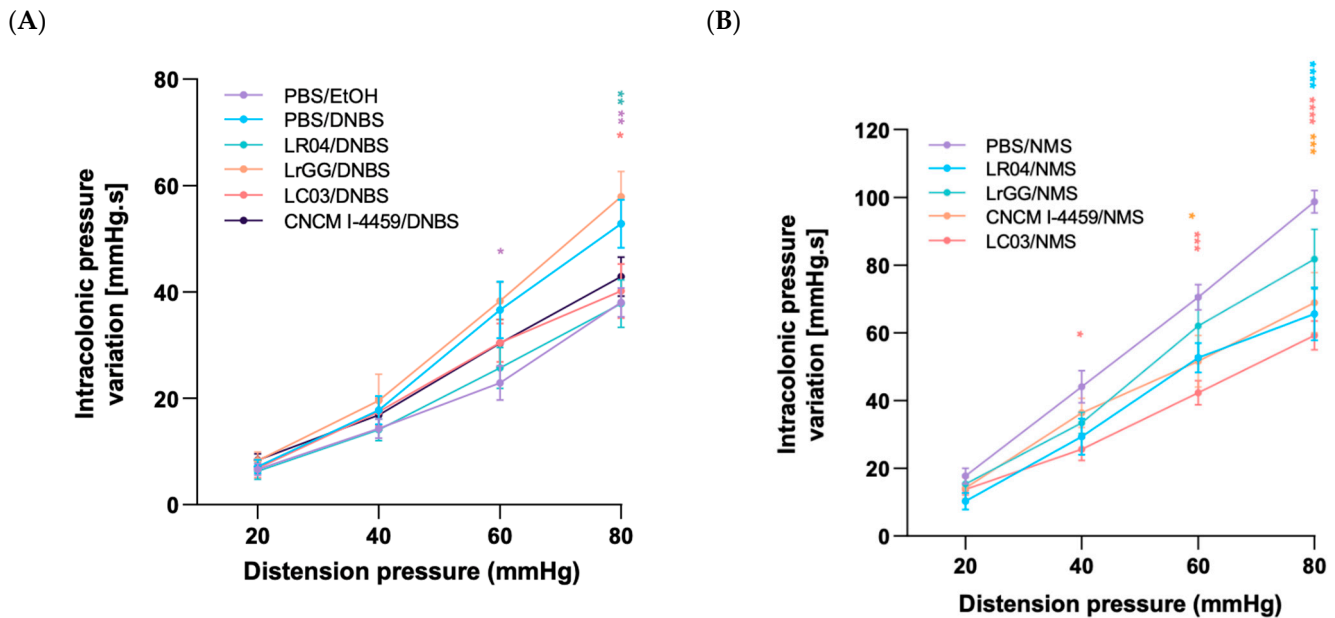 (A)
80
60
40
20
0
Intracolonic pressure
variation [mmHg.s]
PBS/EtOH
PBS/DNBS
LR04/DNBS
LrGG/DNBS
LC03/DNBS
CNCM I-4459/DNBS
*
**
**
*
20 40 60 80
Distension pressure (mmHg)
(B)
120
100
80
60
40
20
0
Intracolonic pressure
variation [mmHg.s]
PBS/NMS
LR04/NMS
LrGG/NMS
CNCM I-4459/NMS
LC03/NMS
*
*
***
****
****
***
20 40 60 80
Distension pressure (mmHg)